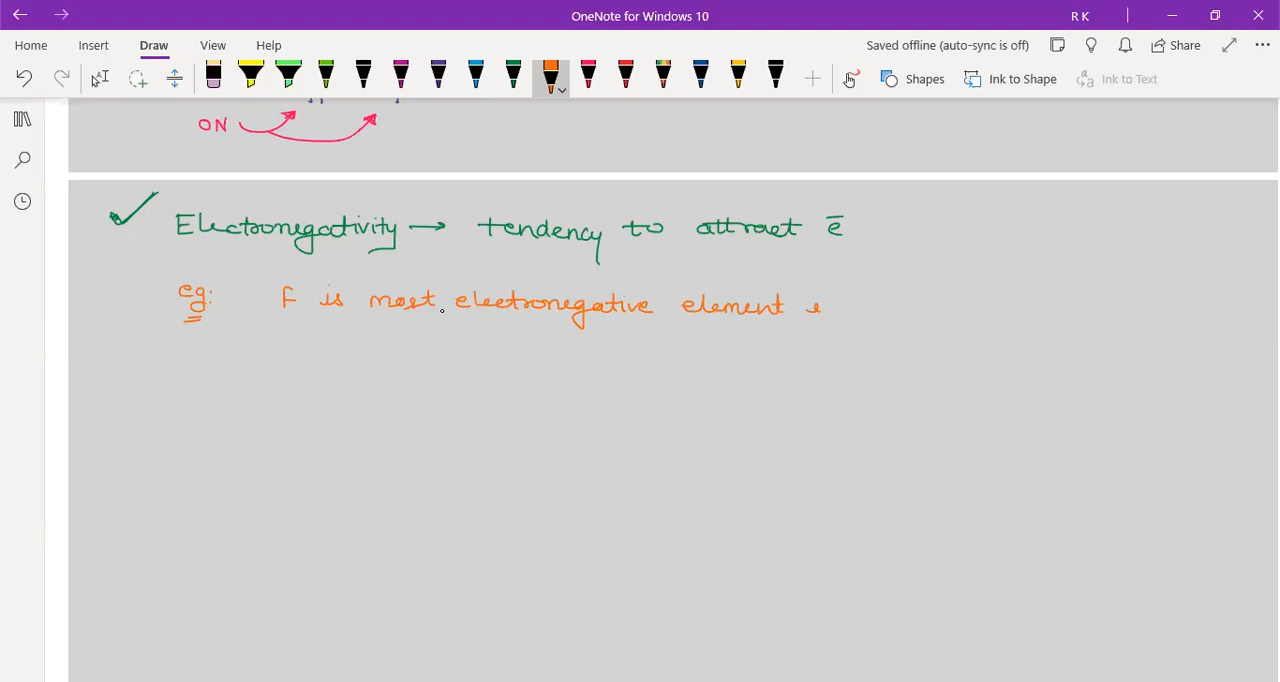 OneNote for Windows 10
R K
Home Insert Draw View Help
Saved offline (auto-sync is off)
Share
Shapes
Ink to Shape
Ink to Text
ON
Electronegativity → tendency to attract e̅
eg: F is most electronegative element